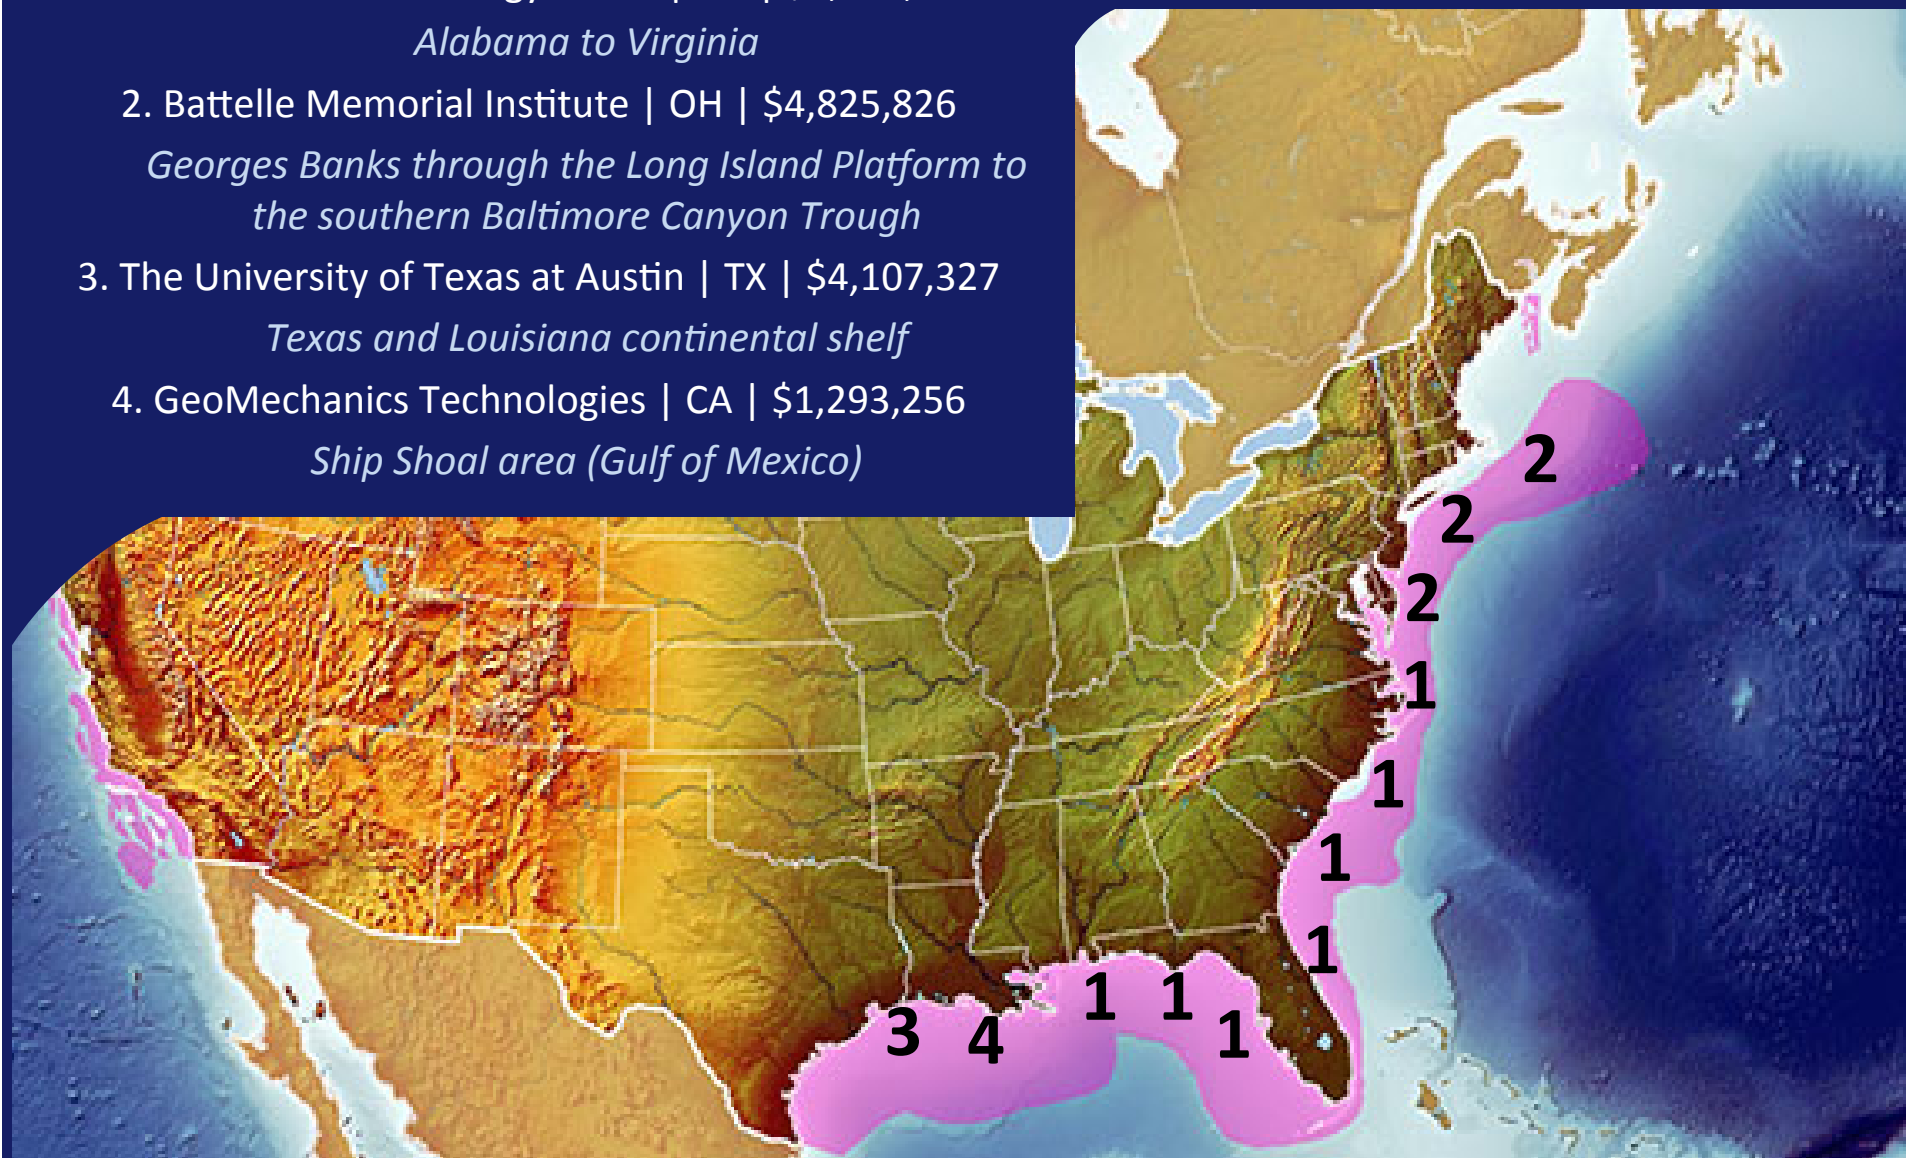 Alabama to Virginia
2. Battelle Memorial Institute | OH | $4,825,826
Georges Banks through the Long Island Platform to
the southern Baltimore Canyon Trough
3. The University of Texas at Austin | TX | $4,107,327
Texas and Louisiana continental shelf
4. GeoMechanics Technologies | CA | $1,293,256
Ship Shoal area (Gulf of Mexico)
2
2
2
1
1
1
1
1
1
1
3
4